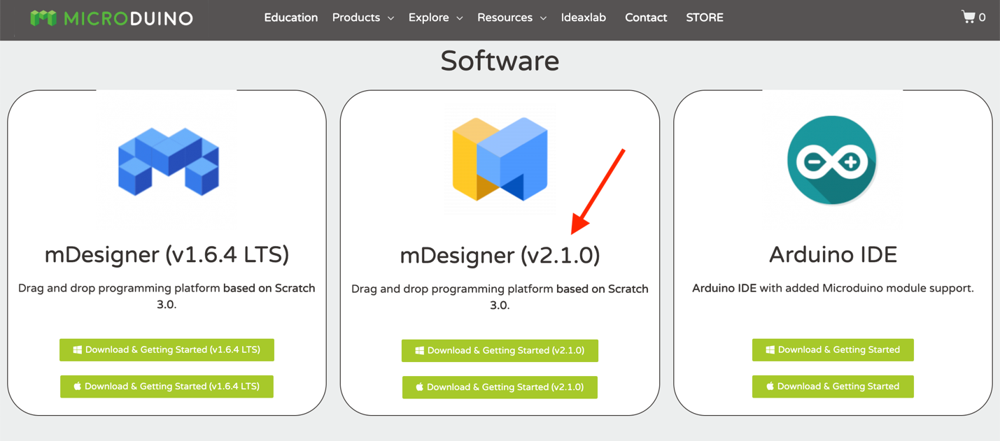 MICRODUINO
Education Products Explore Resources Ideaxlab Contact STORE 0
Software
mDesigner (v1.6.4 LTS)
Drag and drop programming platform based on Scratch
3.0.
Download & Getting Started (v1.6.4 LTS)
Download & Getting Started (v1.6.4 LTS)
mDesigner (v2.1.0)
Drag and drop programming platform based on Scratch
3.0.
Download & Getting Started (v2.1.0)
Download & Getting Started (v2.1.0)
Arduino IDE
Arduino IDE with added Microduino module support.
Download & Getting Started
Download & Getting Started